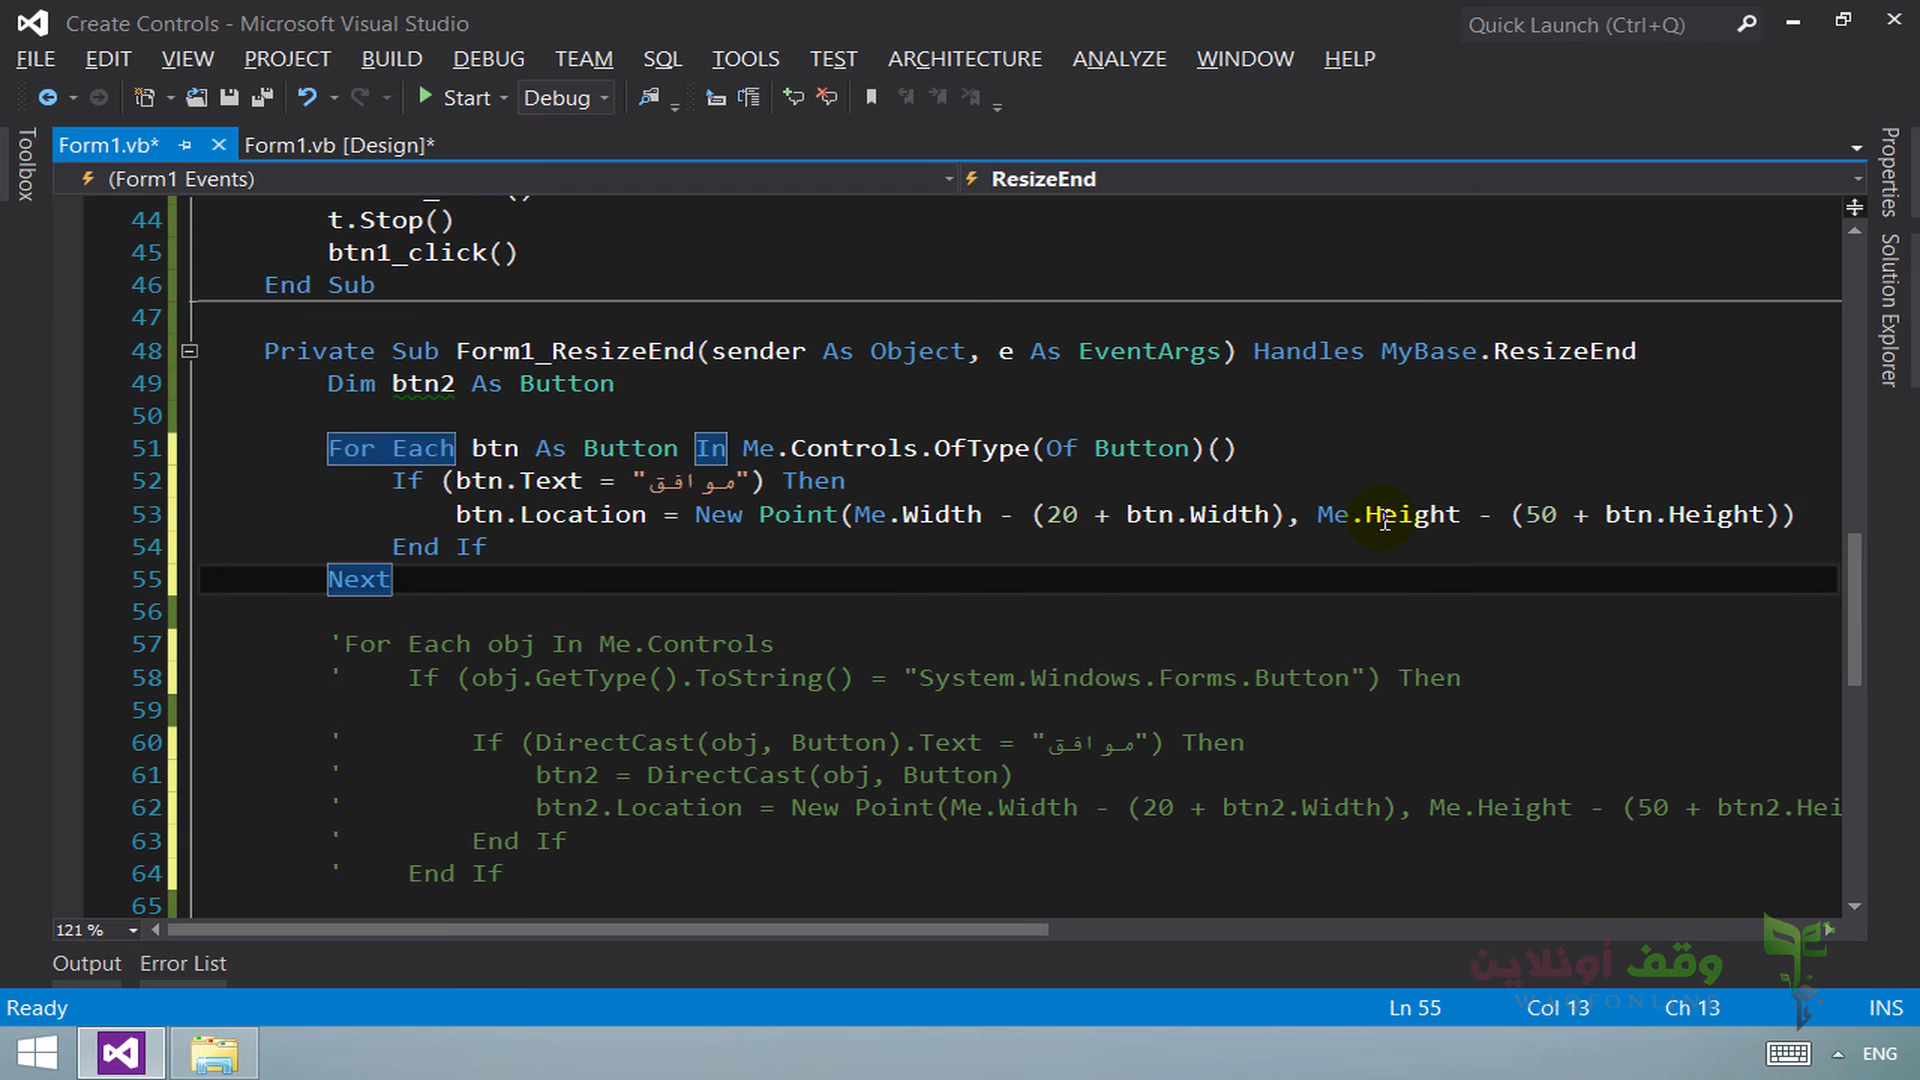 Create Controls - Microsoft Visual Studio
Quick Launch (Ctrl+Q)
FILE EDIT VIEW PROJECT BUILD DEBUG TEAM SQL TOOLS TEST ARCHITECTURE ANALYZE WINDOW HELP
Start Debug
Toolbox
Form1.vb* Form1.vb [Design]*
(Form1 Events) ResizeEnd
Properties
Solution Explorer
44 t.Stop()
45 btn1_click()
46 End Sub
47
48 Private Sub Form1_ResizeEnd(sender As Object, e As EventArgs) Handles MyBase.ResizeEnd
49 Dim btn2 As Button
50
51 For Each btn As Button In Me.Controls.OfType(Of Button)()
52 If (btn.Text = "موافق") Then
53 btn.Location = New Point(Me.Width - (20 + btn.Width), Me.Height - (50 + btn.Height))
54 End If
55 Next
56
57 'For Each obj In Me.Controls
58 ' If (obj.GetType().ToString() = "System.Windows.Forms.Button") Then
59
60 ' If (DirectCast(obj, Button).Text = "موافق") Then
61 ' btn2 = DirectCast(obj, Button)
62 ' btn2.Location = New Point(Me.Width - (20 + btn2.Width), Me.Height - (50 + btn2.Hei
63 ' End If
64 ' End If
65
121 %
Output Error List
وقف أونلاين
WAQFONLINE
Ready Ln 55 Col 13 Ch 13 INS
ENG